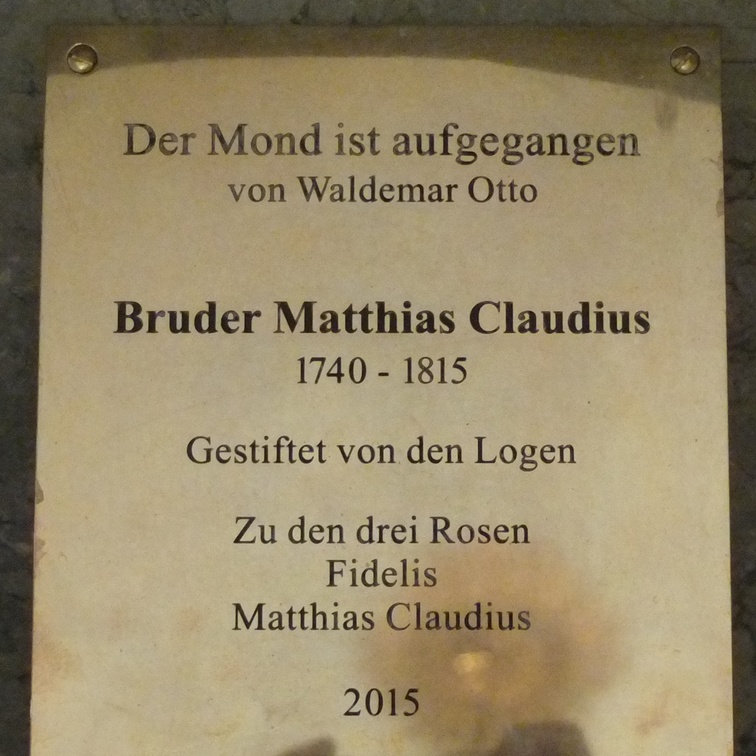 Der Mond ist aufgegangen
von Waldemar Otto
Bruder Matthias Claudius
1740 - 1815
Gestiftet von den Logen
Zu den drei Rosen
Fidelis
Matthias Claudius
2015